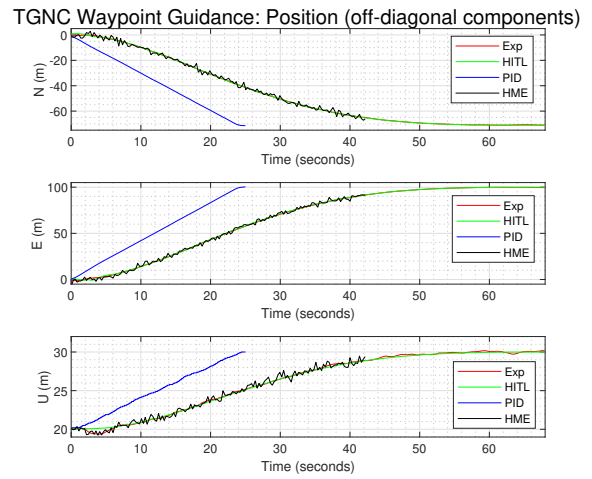 TGNC Waypoint Guidance: Position (off-diagonal components)
0
-20
-40
-60
N (m)
Exp
HITL
PID
HME
0 10 20 30 40 50 60
Time (seconds)
100
50
0
E (m)
Exp
HITL
PID
HME
0 10 20 30 40 50 60
Time (seconds)
30
25
20
U (m)
Exp
HITL
PID
HME
0 10 20 30 40 50 60
Time (seconds)